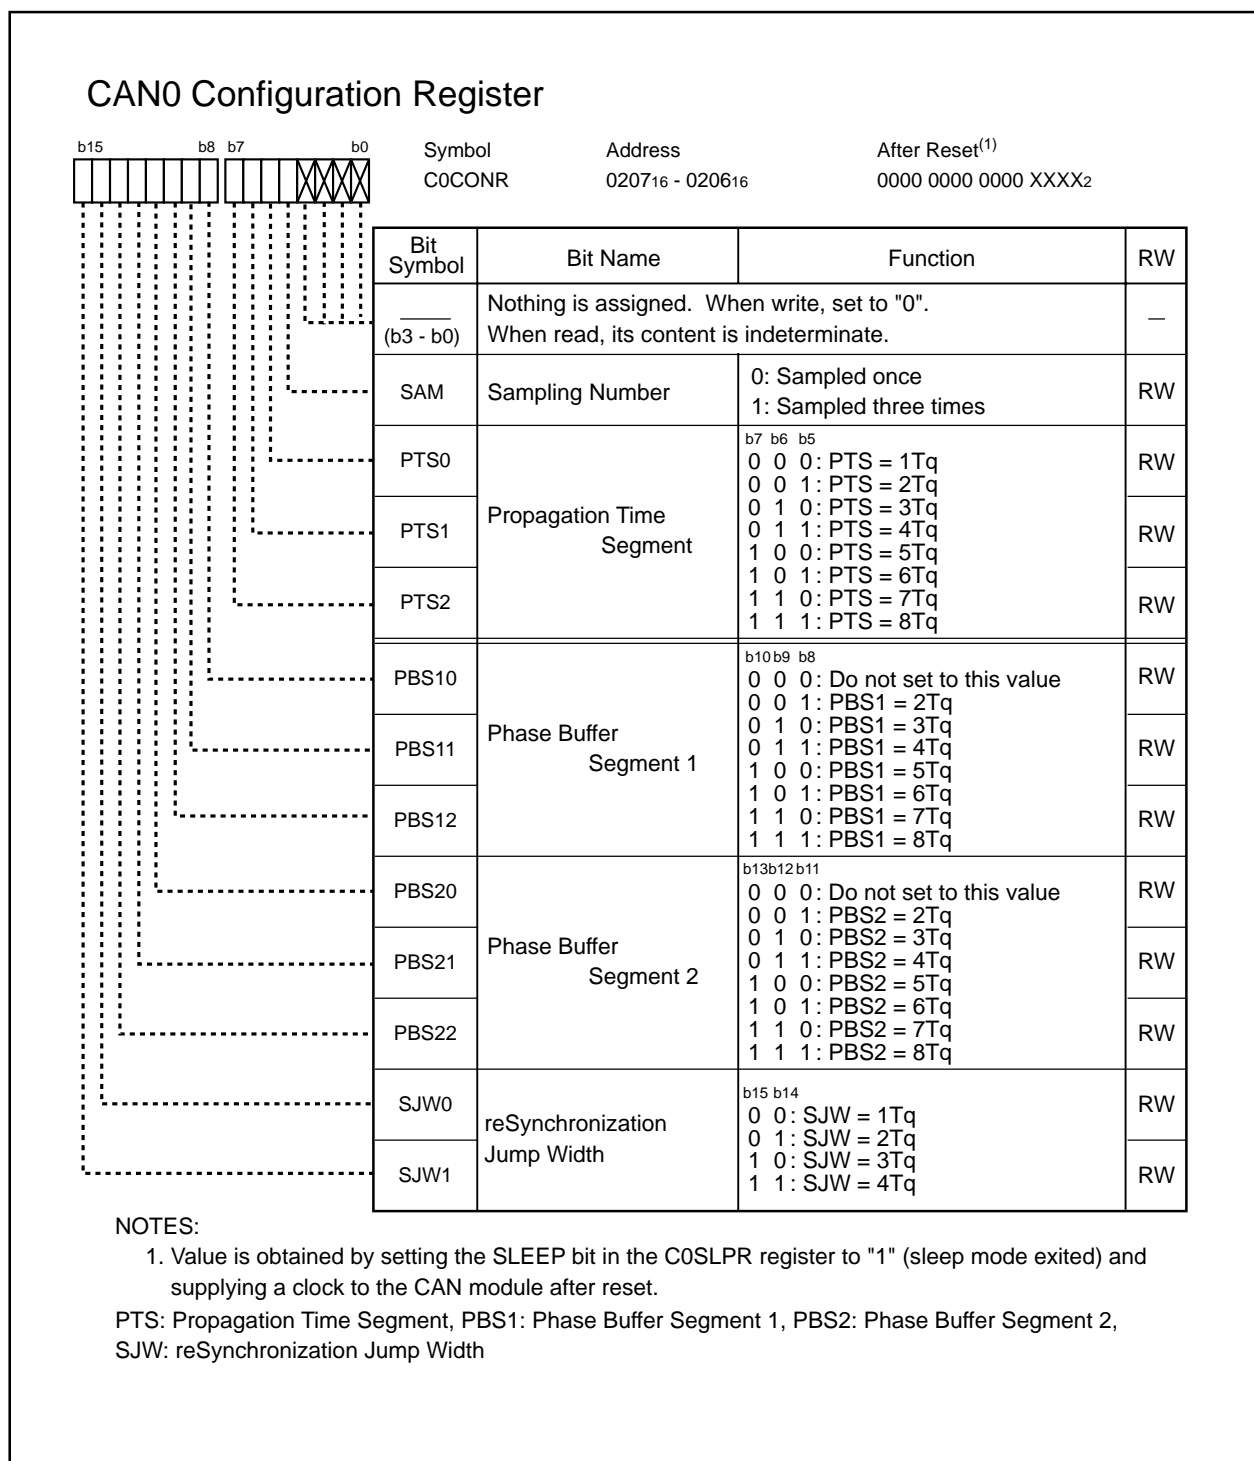 CAN0 Configuration Register
b15 b8 b7 b0
Symbol Address After Reset(1)
C0CONR 020716 - 020616 0000 0000 0000 XXXX2
Bit Symbol Bit Name Function RW
(b3 - b0) Nothing is assigned. When write, set to "0". —
When read, its content is indeterminate.
SAM Sampling Number 0: Sampled once RW
1: Sampled three times
b7 b6 b5
PTS0 0 0 0: PTS = 1Tq RW
0 0 1: PTS = 2Tq
Propagation Time 0 1 0: PTS = 3Tq
PTS1 0 1 1: PTS = 4Tq RW
Segment 1 0 0: PTS = 5Tq
1 0 1: PTS = 6Tq
PTS2 1 1 0: PTS = 7Tq RW
1 1 1: PTS = 8Tq
b10 b9 b8
PBS10 0 0 0: Do not set to this value RW
0 0 1: PBS1 = 2Tq
Phase Buffer 0 1 0: PBS1 = 3Tq
PBS11 0 1 1: PBS1 = 4Tq RW
Segment 1 1 0 0: PBS1 = 5Tq
1 0 1: PBS1 = 6Tq
PBS12 1 1 0: PBS1 = 7Tq RW
1 1 1: PBS1 = 8Tq
b13 b12 b11
PBS20 0 0 0: Do not set to this value RW
0 0 1: PBS2 = 2Tq
Phase Buffer 0 1 0: PBS2 = 3Tq
PBS21 0 1 1: PBS2 = 4Tq RW
Segment 2 1 0 0: PBS2 = 5Tq
1 0 1: PBS2 = 6Tq
PBS22 1 1 0: PBS2 = 7Tq RW
1 1 1: PBS2 = 8Tq
b15 b14
SJW0 0 0: SJW = 1Tq RW
reSynchronization 0 1: SJW = 2Tq
Jump Width 1 0: SJW = 3Tq
SJW1 1 1: SJW = 4Tq RW
NOTES:
1. Value is obtained by setting the SLEEP bit in the C0SLPR register to "1" (sleep mode exited) and
supplying a clock to the CAN module after reset.
PTS: Propagation Time Segment, PBS1: Phase Buffer Segment 1, PBS2: Phase Buffer Segment 2,
SJW: reSynchronization Jump Width